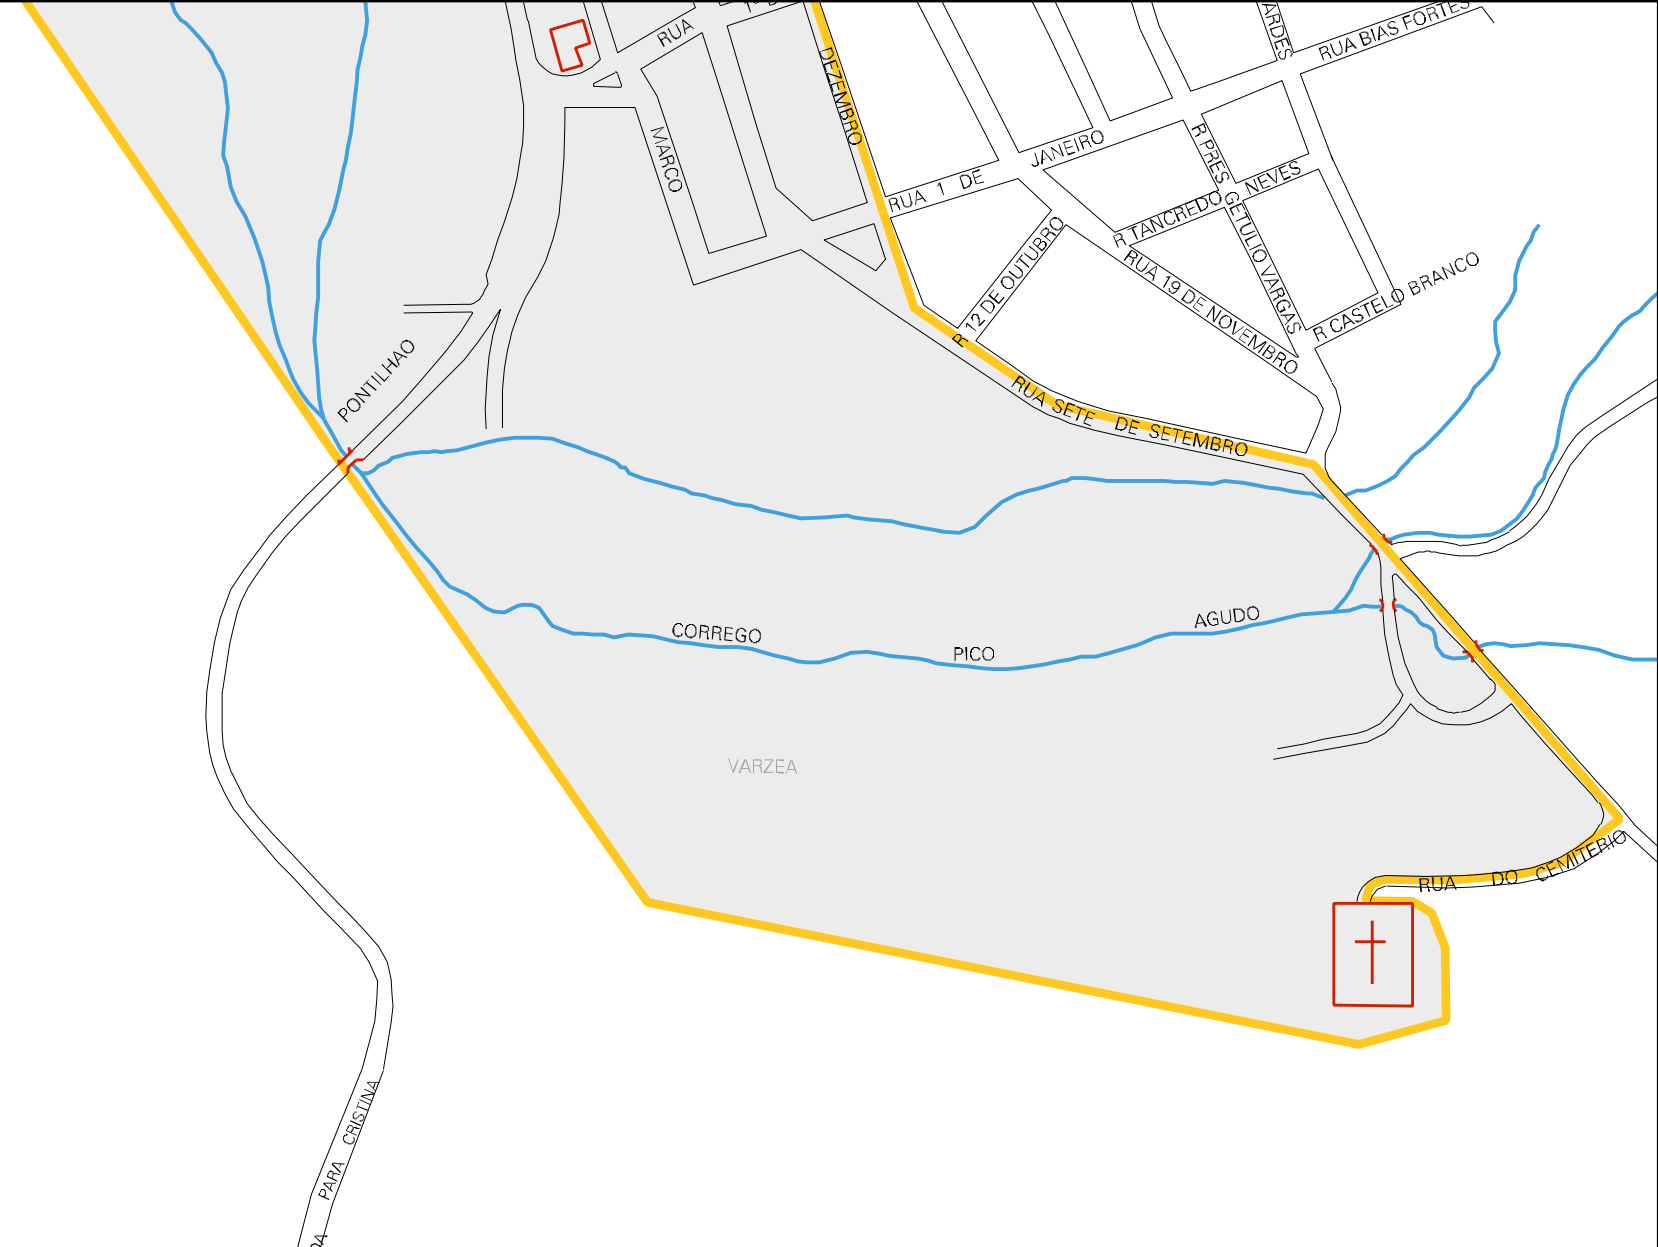 RUA
DEZEMBRO
MARCO
ARDES
RUA BIAS FORTES
RUA 1 DE JANEIRO
R PRES GETULIO VARGAS
R TANCREDO NEVES
R 12 DE OUTUBRO
RUA 19 DE NOVEMBRO
R CASTELO BRANCO
PONTILHAO
RUA SETE DE SETEMBRO
CORREGO PICO AGUDO
VARZEA
RUA DO CEMITERIO
PARA CRISTINA